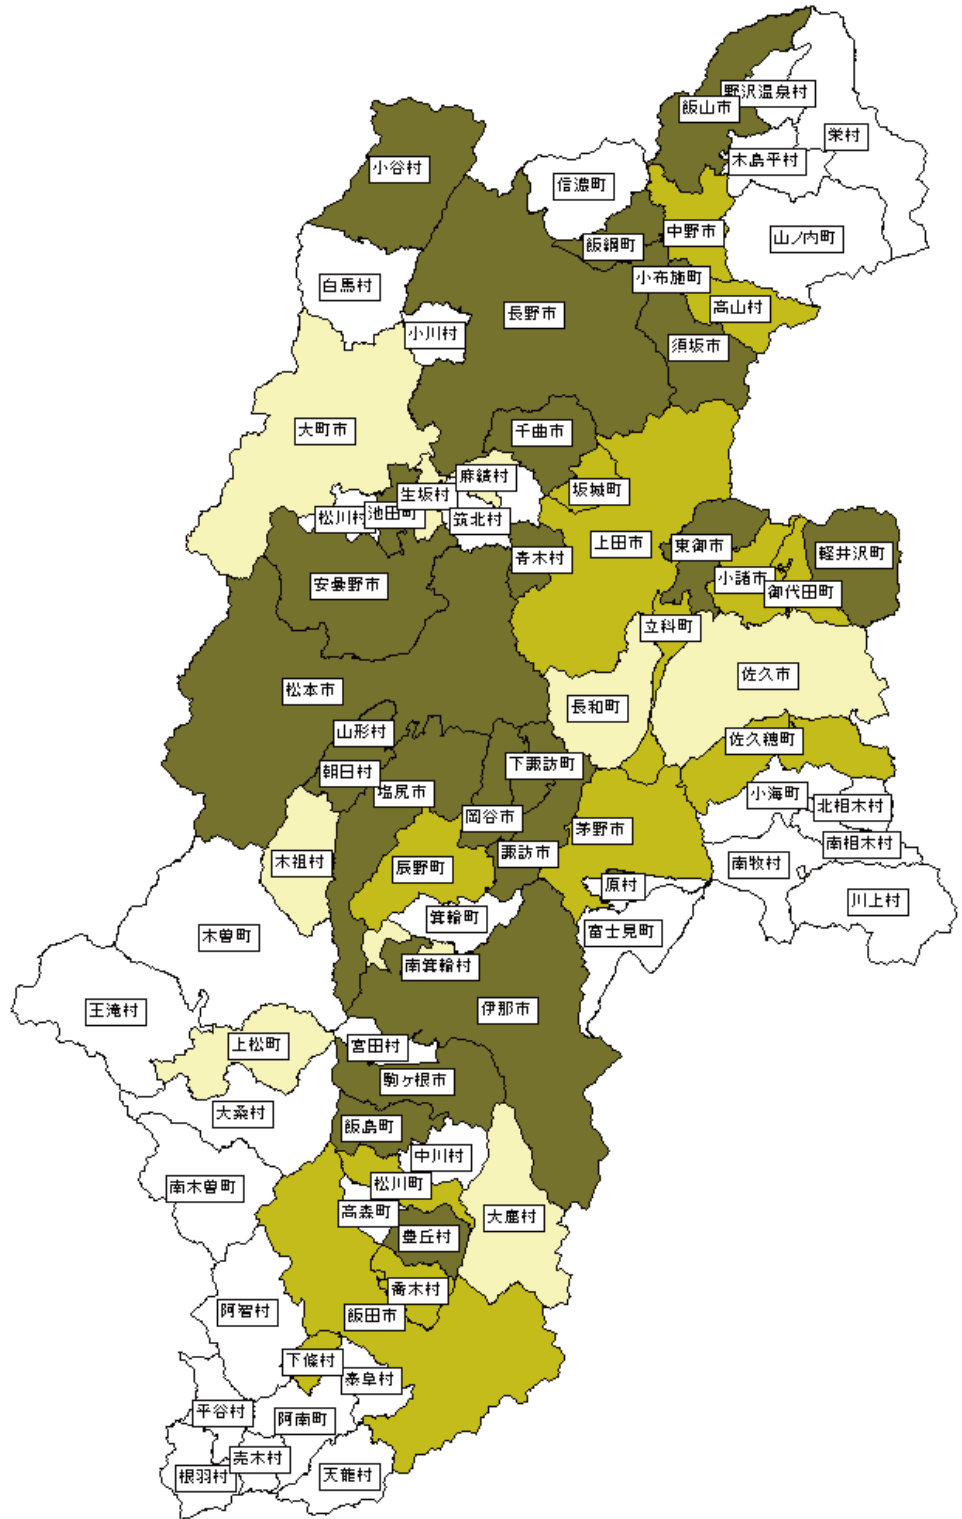 野沢温泉村
飯山市
栄村
木島平村
小谷村
信濃町
中野市
山ノ内町
飯綱町
小布施町
白馬村
高山村
長野市
小川村
須坂市
大町市
千曲市
麻績村
坂城町
生坂村
松川村
池田町
筑北村
上田市
東御市
軽井沢町
青木村
小諸市
御代田町
安曇野市
立科町
佐久市
松本市
長和町
山形村
佐久穂町
下諏訪町
朝日村
塩尻市
小海町
北相木村
岡谷市
茅野市
南相木村
諏訪市
木祖村
辰野町
南牧村
原村
川上村
箕輪町
富士見町
木曽町
南箕輪村
王滝村
伊那市
上松町
宮田村
駒ヶ根市
大桑村
飯島町
中川村
南木曽町
松川町
高森町
大鹿村
豊丘村
喬木村
阿智村
飯田市
下條村
泰阜村
平谷村
阿南町
売木村
根羽村
天龍村